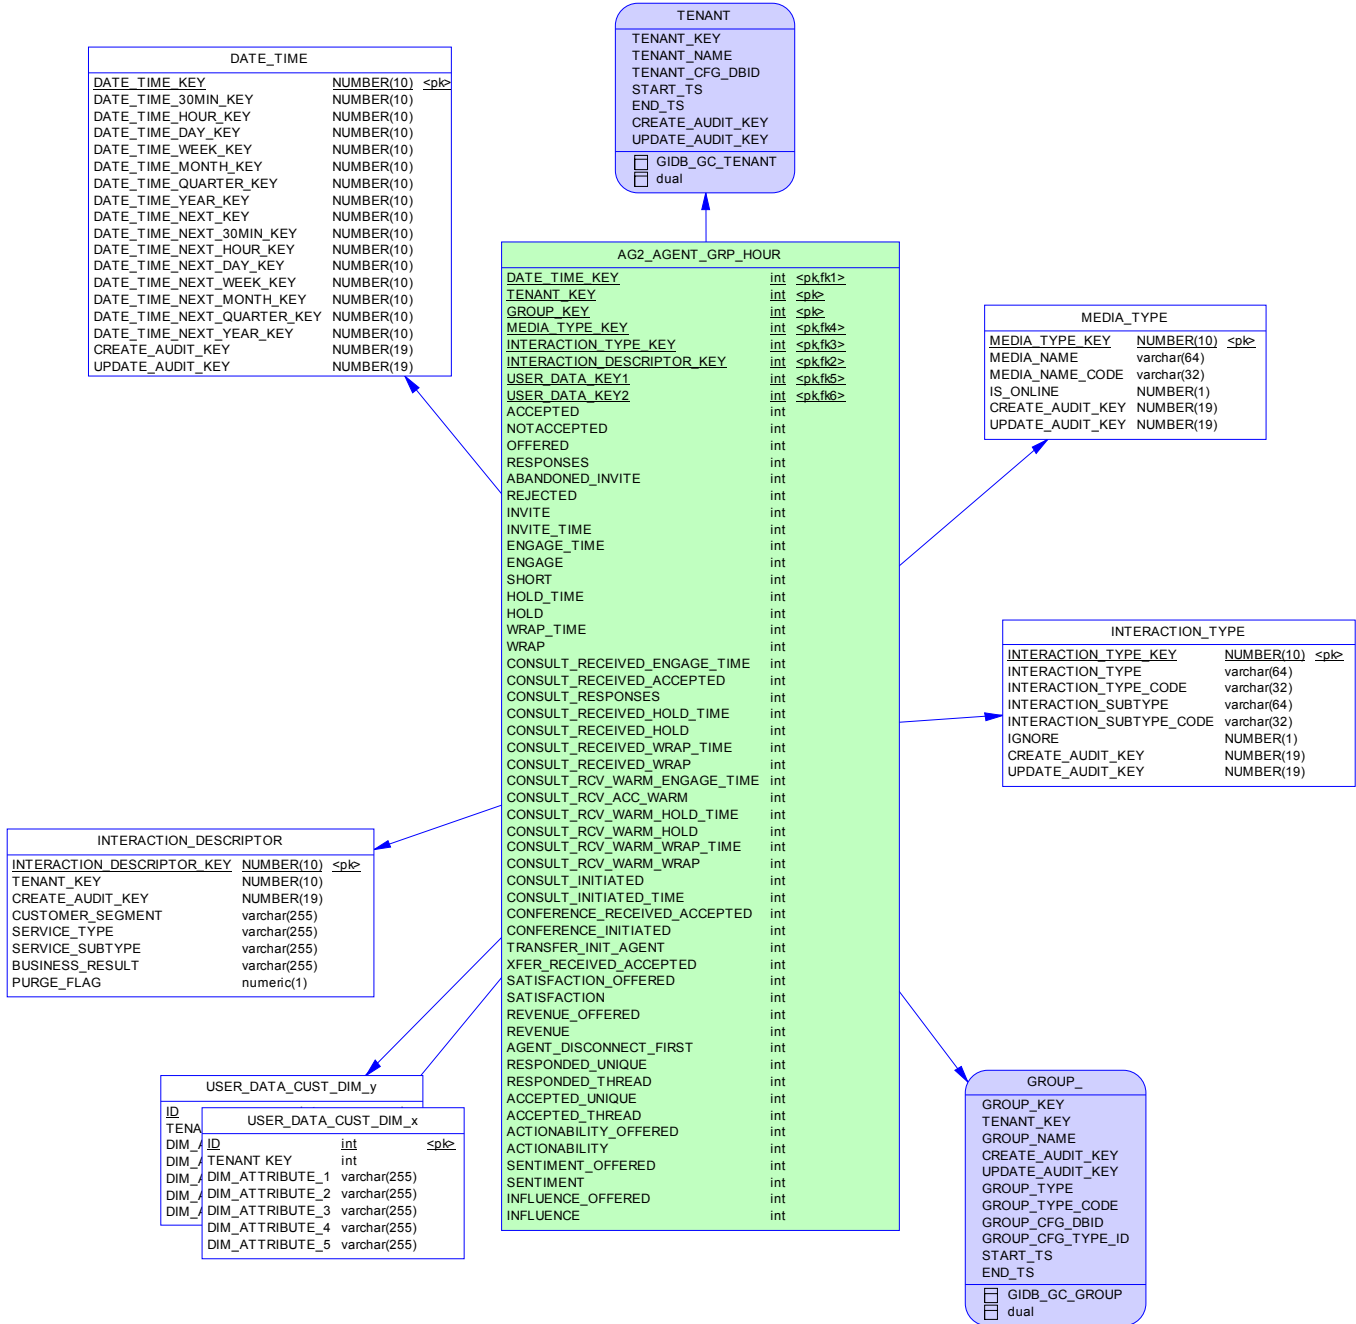 TENANT
TENANT_KEY
TENANT_NAME
TENANT_CFG_DBID
START_TS
END_TS
CREATE_AUDIT_KEY
UPDATE_AUDIT_KEY
GIDB_GC_TENANT
dual
DATE_TIME
DATE_TIME_KEY NUMBER(10) <pk>
DATE_TIME_30MIN_KEY NUMBER(10)
DATE_TIME_HOUR_KEY NUMBER(10)
DATE_TIME_DAY_KEY NUMBER(10)
DATE_TIME_WEEK_KEY NUMBER(10)
DATE_TIME_MONTH_KEY NUMBER(10)
DATE_TIME_QUARTER_KEY NUMBER(10)
DATE_TIME_YEAR_KEY NUMBER(10)
DATE_TIME_NEXT_KEY NUMBER(10)
DATE_TIME_NEXT_30MIN_KEY NUMBER(10)
DATE_TIME_NEXT_HOUR_KEY NUMBER(10)
DATE_TIME_NEXT_DAY_KEY NUMBER(10)
DATE_TIME_NEXT_WEEK_KEY NUMBER(10)
DATE_TIME_NEXT_MONTH_KEY NUMBER(10)
DATE_TIME_NEXT_QUARTER_KEY NUMBER(10)
DATE_TIME_NEXT_YEAR_KEY NUMBER(10)
CREATE_AUDIT_KEY NUMBER(19)
UPDATE_AUDIT_KEY NUMBER(19)
AG2_AGENT_GRP_HOUR
DATE_TIME_KEY int <pk,fk1>
TENANT_KEY int <pk>
GROUP_KEY int <pk>
MEDIA_TYPE_KEY int <pk,fk4>
INTERACTION_TYPE_KEY int <pk,fk3>
INTERACTION_DESCRIPTOR_KEY int <pk,fk2>
USER_DATA_KEY1 int <pk,fk5>
USER_DATA_KEY2 int <pk,fk6>
ACCEPTED int
NOTACCEPTED int
OFFERED int
RESPONSES int
ABANDONED_INVITE int
REJECTED int
INVITE int
INVITE_TIME int
ENGAGE_TIME int
ENGAGE int
SHORT int
HOLD_TIME int
HOLD int
WRAP_TIME int
WRAP int
CONSULT_RECEIVED_ENGAGE_TIME int
CONSULT_RECEIVED_ACCEPTED int
CONSULT_RESPONSES int
CONSULT_RECEIVED_HOLD_TIME int
CONSULT_RECEIVED_HOLD int
CONSULT_RECEIVED_WRAP_TIME int
CONSULT_RECEIVED_WRAP int
CONSULT_RCV_WARM_ENGAGE_TIME int
CONSULT_RCV_ACC_WARM int
CONSULT_RCV_WARM_HOLD_TIME int
CONSULT_RCV_WARM_HOLD int
CONSULT_RCV_WARM_WRAP_TIME int
CONSULT_RCV_WARM_WRAP int
CONSULT_INITIATED int
CONSULT_INITIATED_TIME int
CONFERENCE_RECEIVED_ACCEPTED int
CONFERENCE_INITIATED int
TRANSFER_INIT_AGENT int
XFER_RECEIVED_ACCEPTED int
SATISFACTION_OFFERED int
SATISFACTION int
REVENUE_OFFERED int
REVENUE int
AGENT_DISCONNECT_FIRST int
RESPONDED_UNIQUE int
RESPONDED_THREAD int
ACCEPTED_UNIQUE int
ACCEPTED_THREAD int
ACTIONABILITY_OFFERED int
ACTIONABILITY int
SENTIMENT_OFFERED int
SENTIMENT int
INFLUENCE_OFFERED int
INFLUENCE int
MEDIA_TYPE
MEDIA_TYPE_KEY NUMBER(10) <pk>
MEDIA_NAME varchar(64)
MEDIA_NAME_CODE varchar(32)
IS_ONLINE NUMBER(1)
CREATE_AUDIT_KEY NUMBER(19)
UPDATE_AUDIT_KEY NUMBER(19)
INTERACTION_TYPE
INTERACTION_TYPE_KEY NUMBER(10) <pk>
INTERACTION_TYPE varchar(64)
INTERACTION_TYPE_CODE varchar(32)
INTERACTION_SUBTYPE varchar(64)
INTERACTION_SUBTYPE_CODE varchar(32)
IGNORE NUMBER(1)
CREATE_AUDIT_KEY NUMBER(19)
UPDATE_AUDIT_KEY NUMBER(19)
INTERACTION_DESCRIPTOR
INTERACTION_DESCRIPTOR_KEY NUMBER(10) <pk>
TENANT_KEY NUMBER(10)
CREATE_AUDIT_KEY NUMBER(19)
CUSTOMER_SEGMENT varchar(255)
SERVICE_TYPE varchar(255)
SERVICE_SUBTYPE varchar(255)
BUSINESS_RESULT varchar(255)
PURGE_FLAG numeric(1)
USER_DATA_CUST_DIM_y
ID
TENA
DIM_A
DIM_A
DIM_A
DIM_A
DIM_A
USER_DATA_CUST_DIM_x
ID int <pk>
TENANT KEY int
DIM_ATTRIBUTE_1 varchar(255)
DIM_ATTRIBUTE_2 varchar(255)
DIM_ATTRIBUTE_3 varchar(255)
DIM_ATTRIBUTE_4 varchar(255)
DIM_ATTRIBUTE_5 varchar(255)
GROUP_
GROUP_KEY
TENANT_KEY
GROUP_NAME
CREATE_AUDIT_KEY
UPDATE_AUDIT_KEY
GROUP_TYPE
GROUP_TYPE_CODE
GROUP_CFG_DBID
GROUP_CFG_TYPE_ID
START_TS
END_TS
GIDB_GC_GROUP
dual